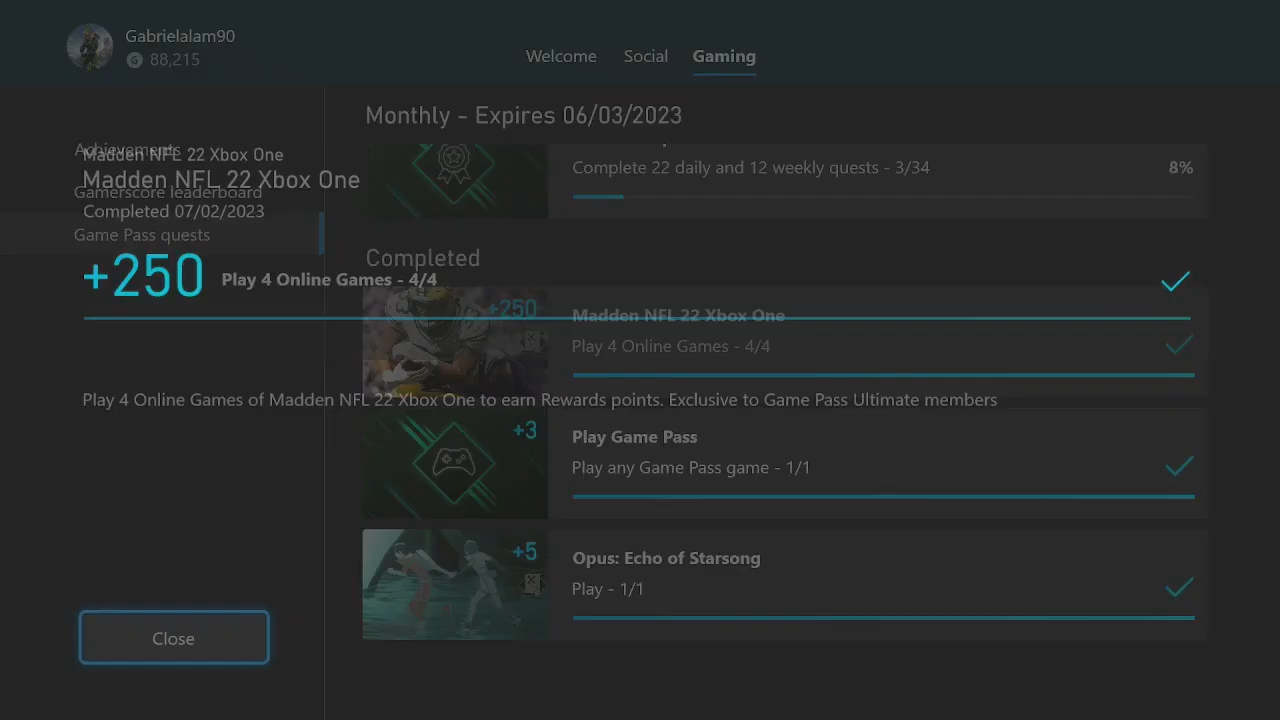 Gabrielalam90
G 88,215
Welcome
Social
Gaming
Achievements
Gamerscore leaderboard
Game Pass quests
Madden NFL 22 Xbox One
Madden NFL 22 Xbox One
Completed 07/02/2023
+250 Play 4 Online Games - 4/4
Play 4 Online Games of Madden NFL 22 Xbox One to earn Rewards points. Exclusive to Game Pass Ultimate members
Close
Monthly - Expires 06/03/2023
Complete 22 daily and 12 weekly quests - 3/34
8%
Completed
+250
Madden NFL 22 Xbox One
Play 4 Online Games - 4/4
+3
Play Game Pass
Play any Game Pass game - 1/1
+5
Opus: Echo of Starsong
Play - 1/1